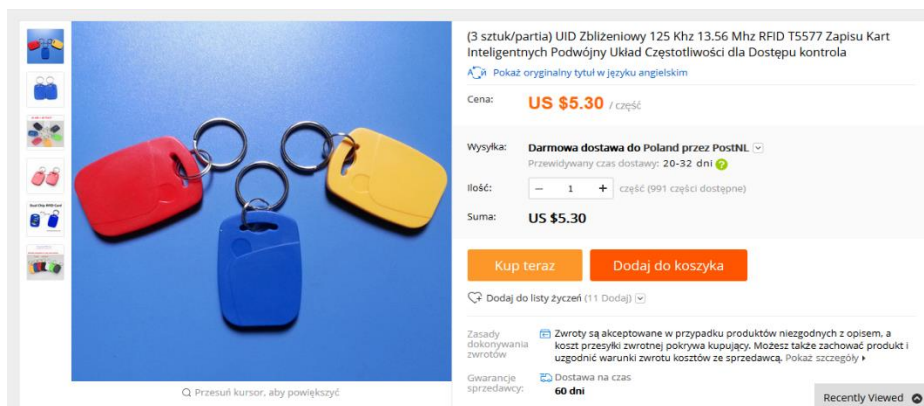 (3 sztuk/partia) UID Zbliżeniowy 125 Khz 13.56 Mhz RFID T5577 Zapisu Kart
Inteligentnych Podwójny Układ Częstotliwości dla Dostępu kontrola
Pokaż oryginalny tytuł w języku angielskim
Cena: US $5.30 / część
Wysyłka: Darmowa dostawa do Poland przez PostNL
Przewidywany czas dostawy: 20-32 dni
Ilość: – 1 + część (991 części dostępne)
Suma: US $5.30
Kup teraz Dodaj do koszyka
Dodaj do listy życzeń (11 Dodaj)
Zasady dokonywania zwrotów
Zwroty są akceptowane w przypadku produktów niezgodnych z opisem, a
koszt przesyłki zwrotnej pokrywa kupujący. Możesz także zachować produkt i
uzgodnić warunki zwrotu kosztów ze sprzedawcą. Pokaż szczegóły
Gwarancje sprzedawcy:
Dostawa na czas
60 dni
Przesuń kursor, aby powiększyć
Recently Viewed